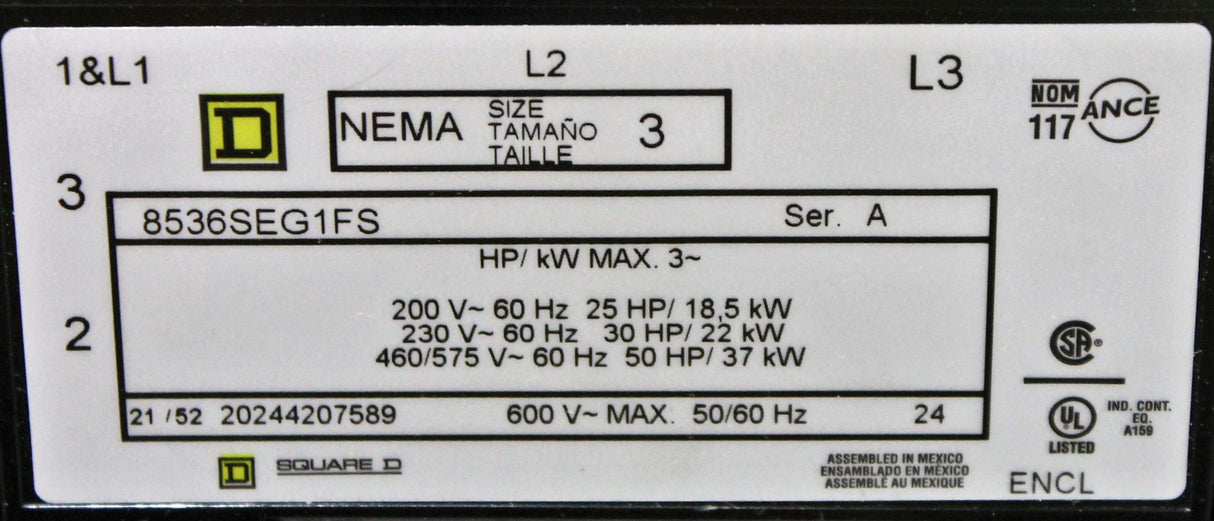 1&L1 L2 L3
D NEMA SIZE 3
TAMAÑO
TAILLE
NOM ANCE
117
3
8536SEG1FS Ser. A
HP/ kW MAX. 3~
200 V~ 60 Hz 25 HP/ 18,5 kW
230 V~ 60 Hz 30 HP/ 22 kW
460/575 V~ 60 Hz 50 HP/ 37 kW
2
SA®
21 /52 20244207589 600 V~ MAX. 50/60 Hz 24
UL
LISTED
IND. CONT.
EQ.
A159
D SQUARE D
ASSEMBLED IN MEXICO
ENSAMBLADO EN MÉXICO
ASSEMBLÉ AU MEXIQUE
ENCL